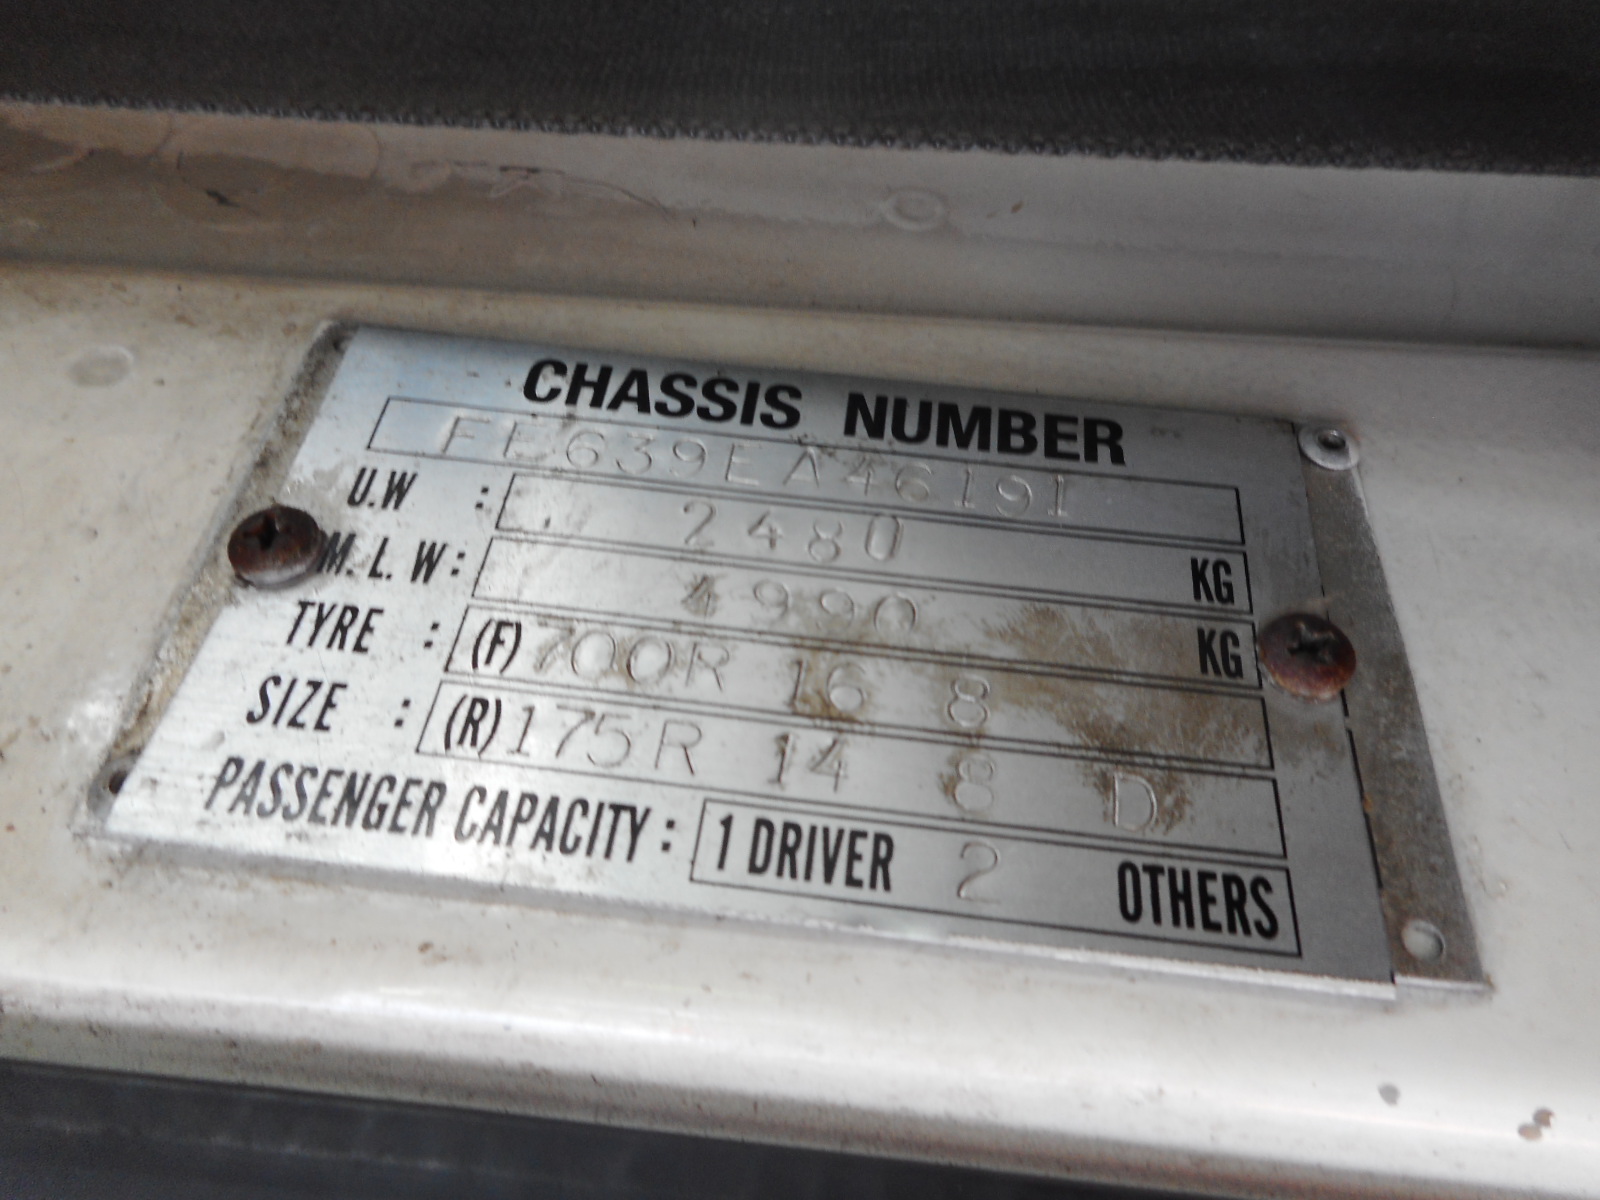 CHASSIS NUMBER
FE639EA46191
U.W : 2480 KG
M.L.W: 4990 KG
TYRE : (F) 700R 16 8
SIZE : (R) 175R 14 8 D
PASSENGER CAPACITY: 1 DRIVER 2 OTHERS